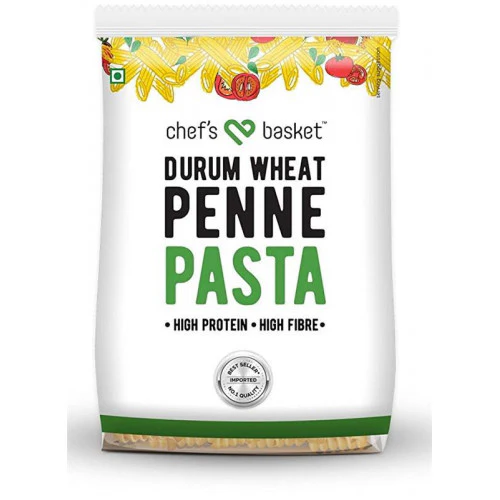 chef's basket™
DURUM WHEAT
PENNE
PASTA
• HIGH PROTEIN • HIGH FIBRE •
BEST SELLER*
IMPORTED
NO.1 QUALITY